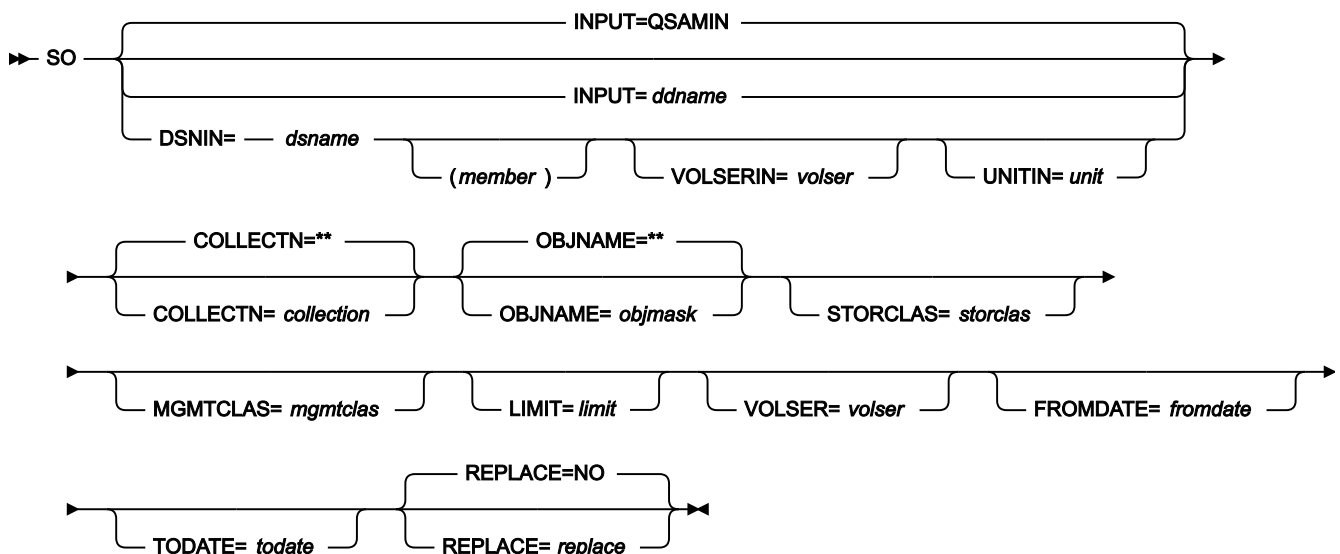 INPUT=QSAMIN
SO
INPUT= ddname
DSNIN= dsname
(member ) VOLSERIN= volser UNITIN= unit
COLLECTN=** OBJNAME=**
COLLECTN= collection OBJNAME= objmask STORCLAS= storclas
MGMTCLAS= mgmtclas LIMIT= limit VOLSER= volser FROMDATE= fromdate
REPLACE=NO
TODATE= todate REPLACE= replace